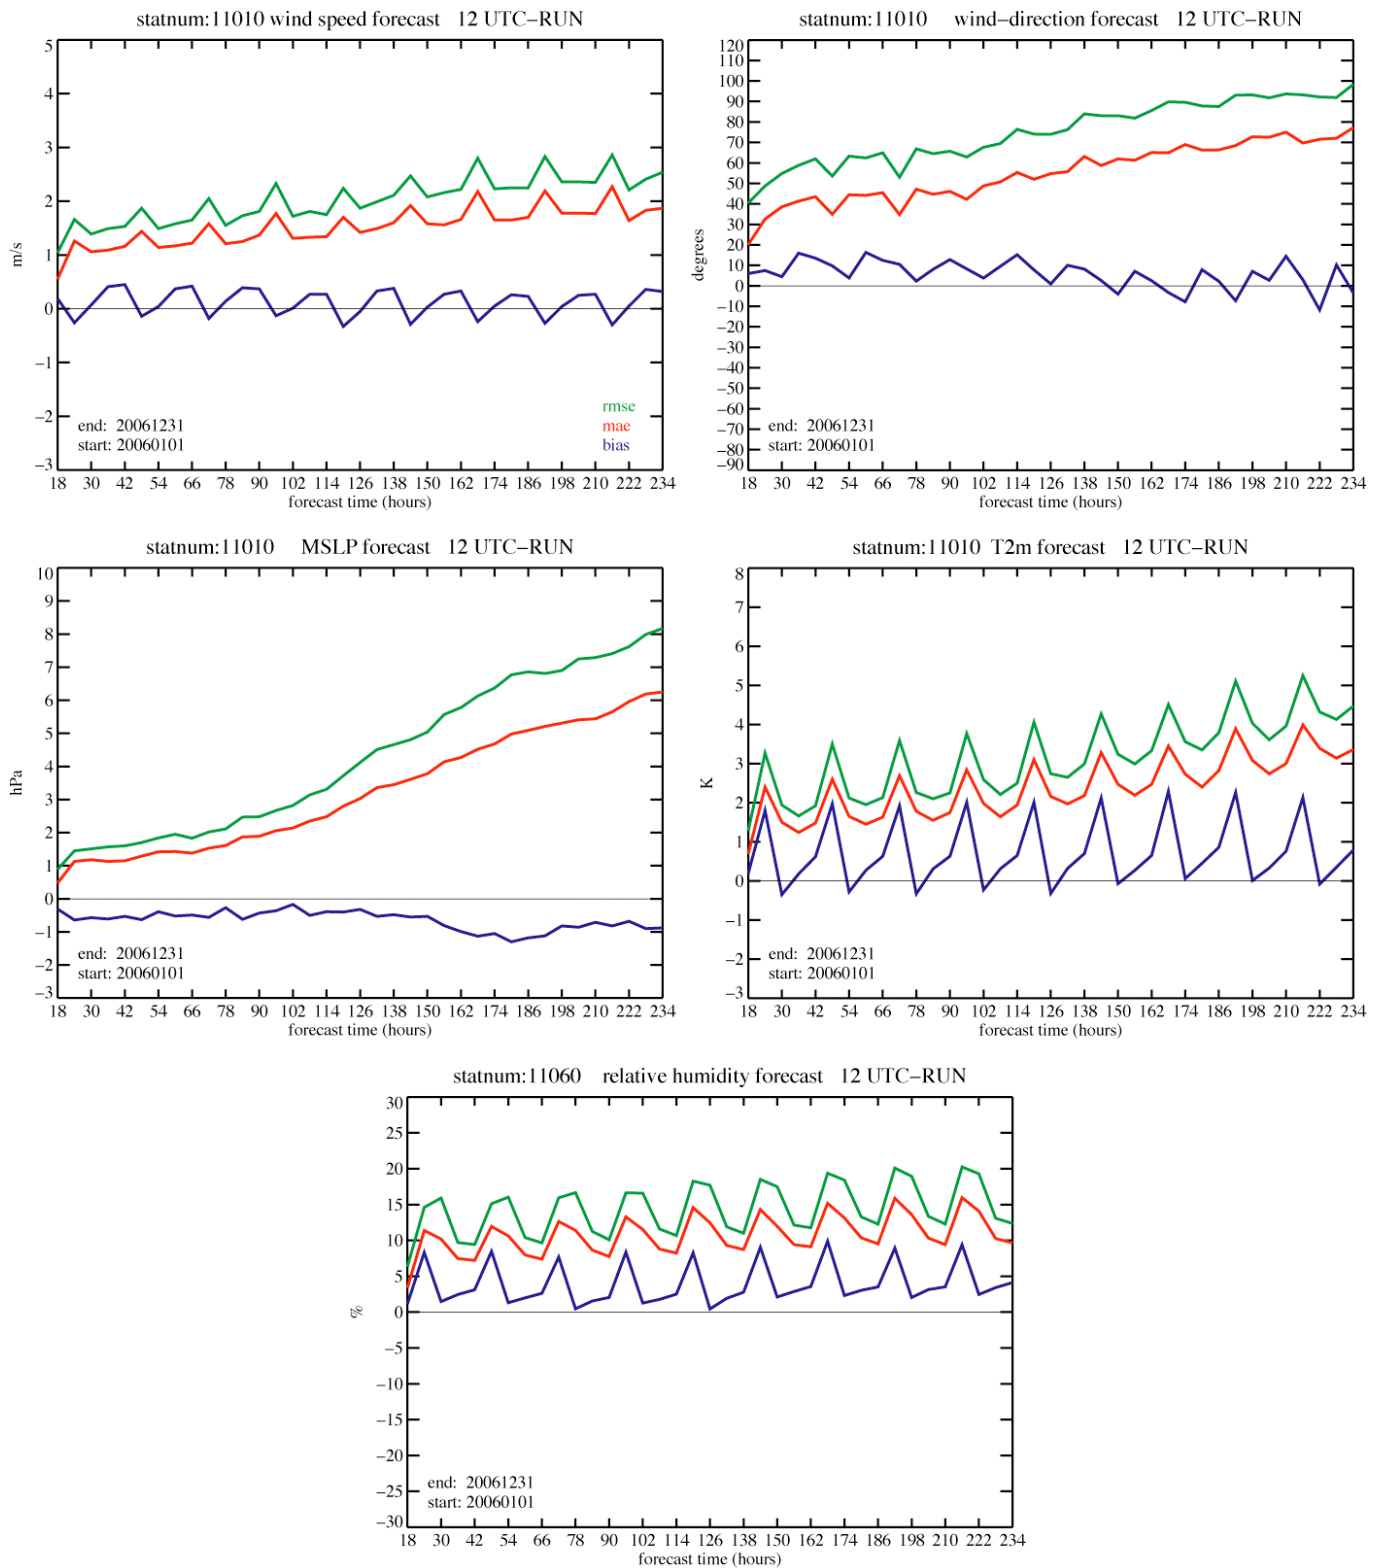 statnum:11010 wind speed forecast 12 UTC−RUN
5
4
3
2
1
0
−1
−2
−3
m/s
rmse
mae
bias
end: 20061231
start: 20060101
18 30 42 54 66 78 90 102 114 126 138 150 162 174 186 198 210 222 234
forecast time (hours)
statnum:11010 wind−direction forecast 12 UTC−RUN
120
110
100
90
80
70
60
50
40
30
20
10
0
−10
−20
−30
−40
−50
−60
−70
−80
−90
degrees
end: 20061231
start: 20060101
18 30 42 54 66 78 90 102 114 126 138 150 162 174 186 198 210 222 234
forecast time (hours)
statnum:11010 MSLP forecast 12 UTC−RUN
10
9
8
7
6
5
4
3
2
1
0
−1
−2
−3
hPa
end: 20061231
start: 20060101
18 30 42 54 66 78 90 102 114 126 138 150 162 174 186 198 210 222 234
forecast time (hours)
statnum:11010 T2m forecast 12 UTC−RUN
8
7
6
5
4
3
2
1
0
−1
−2
−3
K
end: 20061231
start: 20060101
18 30 42 54 66 78 90 102 114 126 138 150 162 174 186 198 210 222 234
forecast time (hours)
statnum:11060 relative humidity forecast 12 UTC−RUN
30
25
20
15
10
5
0
−5
−10
−15
−20
−25
−30
%
end: 20061231
start: 20060101
18 30 42 54 66 78 90 102 114 126 138 150 162 174 186 198 210 222 234
forecast time (hours)